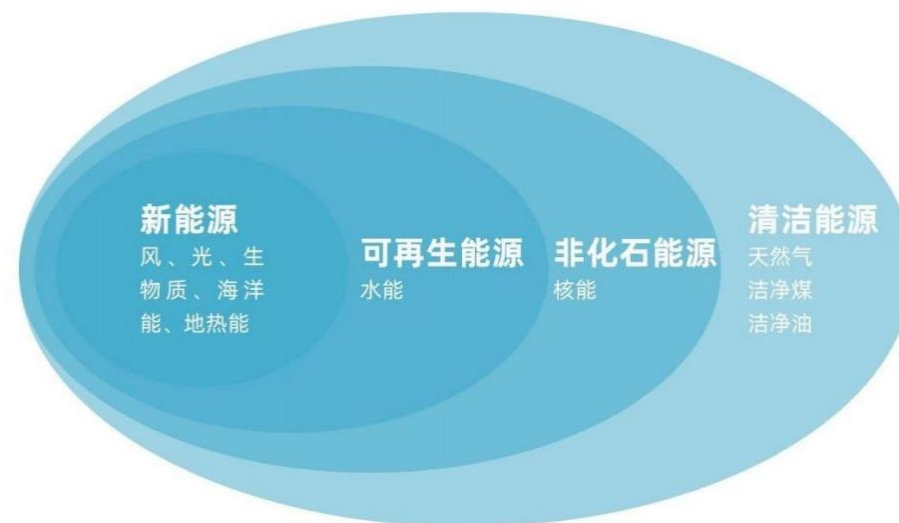 新能源
风、光、生
物质、海洋
能、地热能
可再生能源
水能
非化石能源
核能
清洁能源
天然气
洁净煤
洁净油